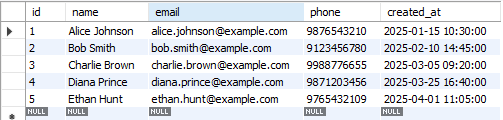 id name email phone created_at
1 Alice Johnson alice.johnson@example.com 9876543210 2025-01-15 10:30:00
2 Bob Smith bob.smith@example.com 9123456780 2025-02-10 14:45:00
3 Charlie Brown charlie.brown@example.com 9988776655 2025-03-05 09:20:00
4 Diana Prince diana.prince@example.com 9871203456 2025-03-25 16:40:00
5 Ethan Hunt ethan.hunt@example.com 9765432109 2025-04-01 11:05:00
NULL NULL NULL NULL NULL